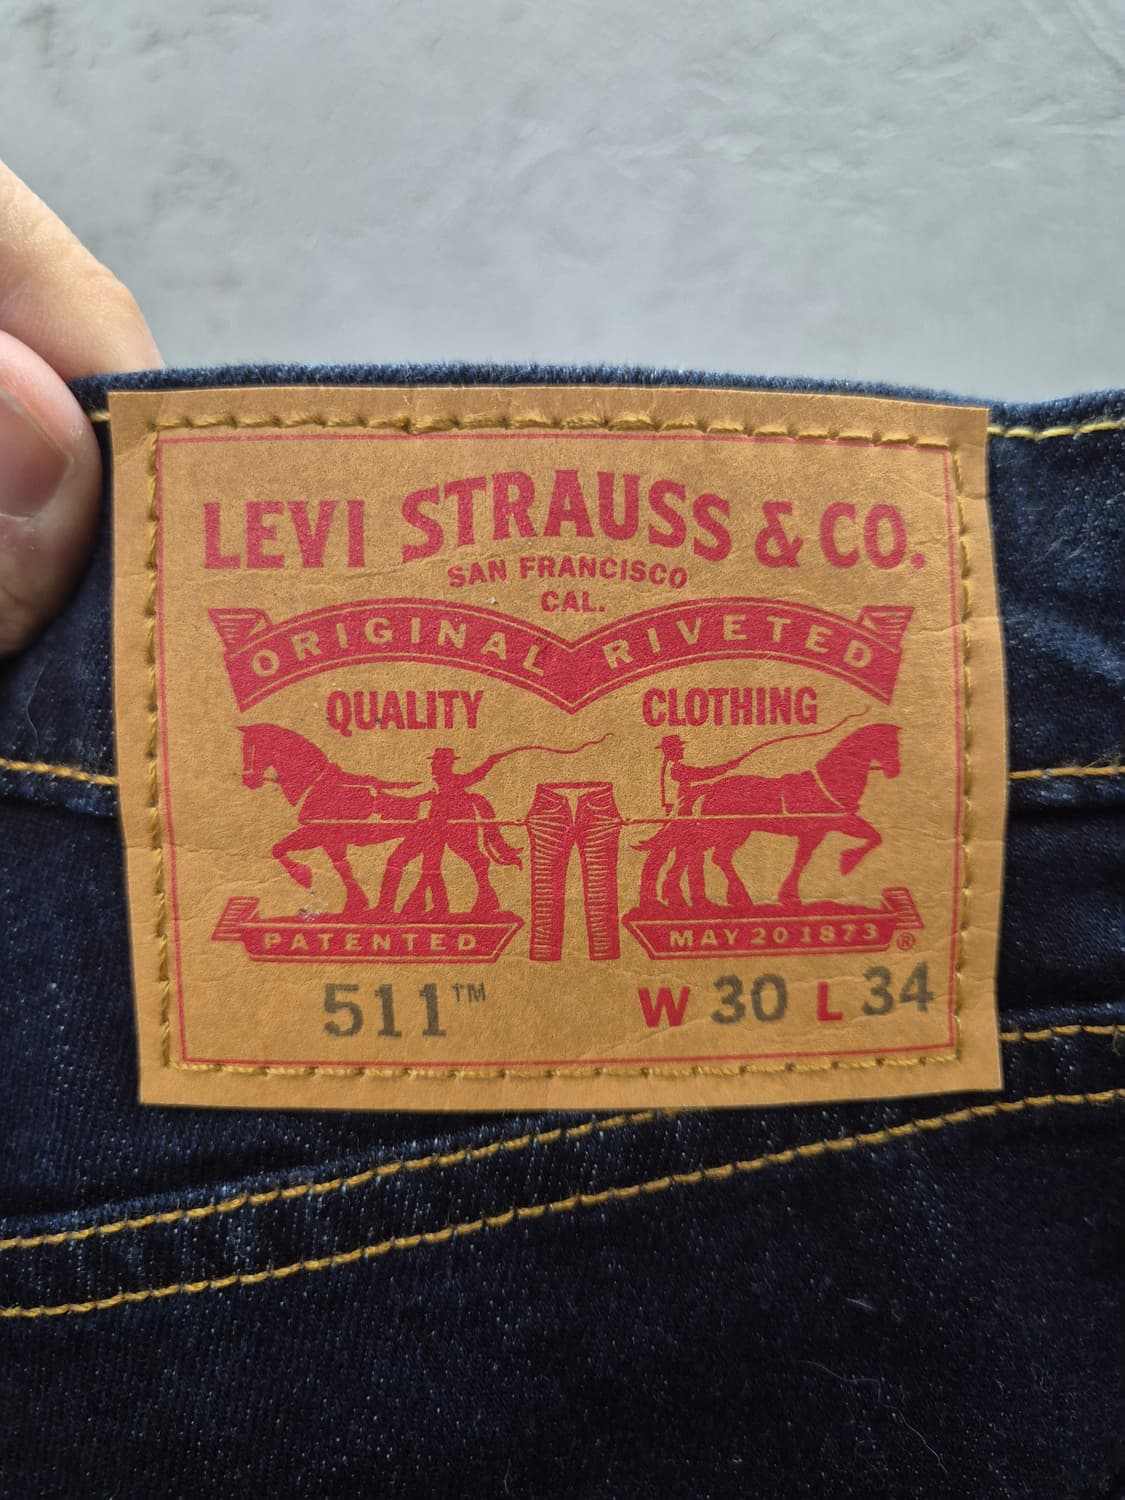 LEVI STRAUSS & CO.
SAN FRANCISCO
CAL.
ORIGINAL RIVETED
QUALITY CLOTHING
PATENTED MAY 20 1873 ®
511™ W 30 L 34